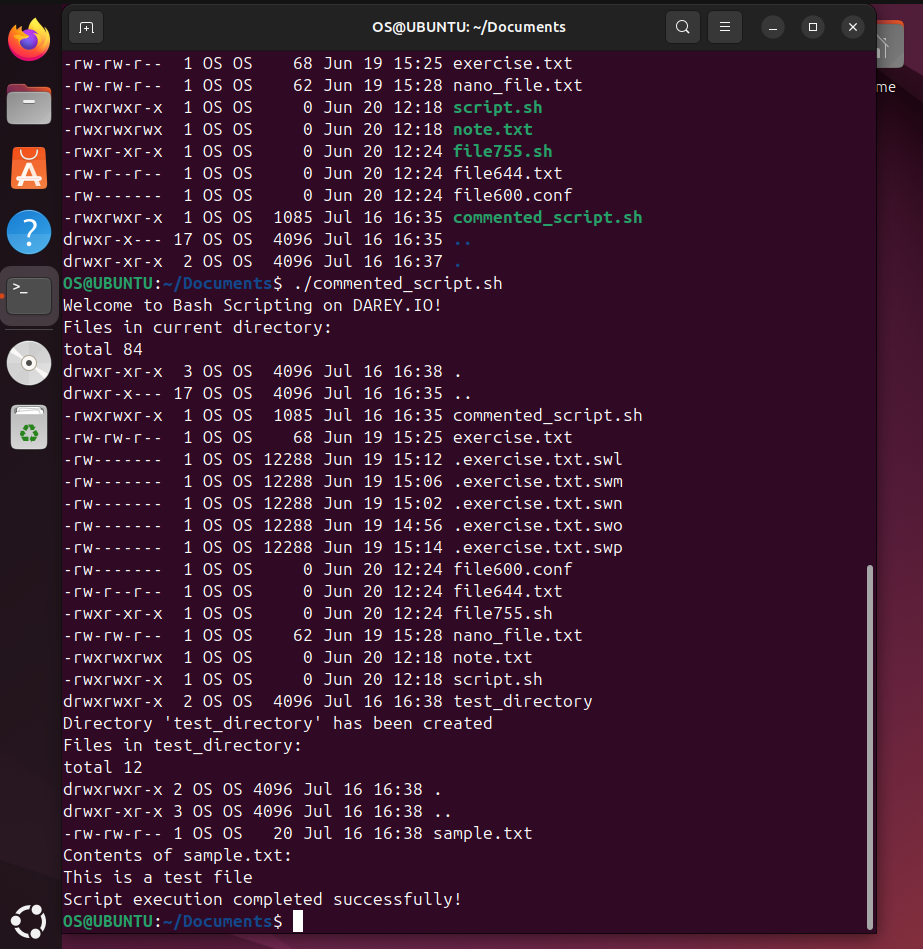 OS@UBUNTU: ~/Documents
-rw-rw-r--  1 OS OS    68 Jun 19 15:25 exercise.txt
-rw-rw-r--  1 OS OS    62 Jun 19 15:28 nano_file.txt
-rwxrwxr-x  1 OS OS     0 Jun 20 12:18 script.sh
-rwxrwxrwx  1 OS OS     0 Jun 20 12:18 note.txt
-rwxr-xr-x  1 OS OS     0 Jun 20 12:24 file755.sh
-rw-r--r--  1 OS OS     0 Jun 20 12:24 file644.txt
-rw-------  1 OS OS     0 Jun 20 12:24 file600.conf
-rwxrwxr-x  1 OS OS  1085 Jul 16 16:35 commented_script.sh
drwxr-x--- 17 OS OS  4096 Jul 16 16:35 ..
drwxr-xr-x  2 OS OS  4096 Jul 16 16:37 .
OS@UBUNTU:~/Documents$ ./commented_script.sh
Welcome to Bash Scripting on DAREY.IO!
Files in current directory:
total 84
drwxr-xr-x  3 OS OS  4096 Jul 16 16:38 .
drwxr-x--- 17 OS OS  4096 Jul 16 16:35 ..
-rwxrwxr-x  1 OS OS  1085 Jul 16 16:35 commented_script.sh
-rw-rw-r--  1 OS OS    68 Jun 19 15:25 exercise.txt
-rw-------  1 OS OS 12288 Jun 19 15:12 .exercise.txt.swl
-rw-------  1 OS OS 12288 Jun 19 15:06 .exercise.txt.swm
-rw-------  1 OS OS 12288 Jun 19 15:02 .exercise.txt.swn
-rw-------  1 OS OS 12288 Jun 19 14:56 .exercise.txt.swo
-rw-------  1 OS OS 12288 Jun 19 15:14 .exercise.txt.swp
-rw-------  1 OS OS     0 Jun 20 12:24 file600.conf
-rw-r--r--  1 OS OS     0 Jun 20 12:24 file644.txt
-rwxr-xr-x  1 OS OS     0 Jun 20 12:24 file755.sh
-rw-rw-r--  1 OS OS    62 Jun 19 15:28 nano_file.txt
-rwxrwxrwx  1 OS OS     0 Jun 20 12:18 note.txt
-rwxrwxr-x  1 OS OS     0 Jun 20 12:18 script.sh
drwxrwxr-x  2 OS OS  4096 Jul 16 16:38 test_directory
Directory 'test_directory' has been created
Files in test_directory:
total 12
drwxrwxr-x 2 OS OS 4096 Jul 16 16:38 .
drwxr-xr-x 3 OS OS 4096 Jul 16 16:38 ..
-rw-rw-r-- 1 OS OS   20 Jul 16 16:38 sample.txt
Contents of sample.txt:
This is a test file
Script execution completed successfully!
OS@UBUNTU:~/Documents$
me